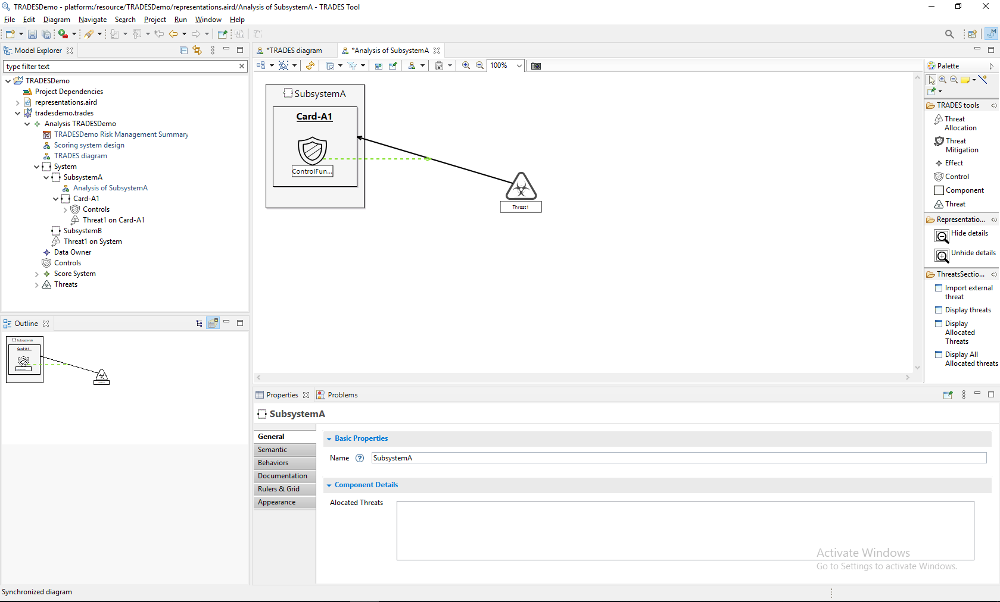 TRADESDemo - platform:/resource/TRADESDemo/representations.aird/Analysis of SubsystemA - TRADES Tool
File Edit Diagram Navigate Search Project Run Window Help
Model Explorer
type filter text
TRADESDemo
Project Dependencies
representations.aird
tradesdemo.trades
Analysis TRADESDemo
TRADESDemo Risk Management Summary
Scoring system design
TRADES diagram
System
SubsystemA
Analysis of SubsystemA
Card-A1
Controls
Threat1 on Card-A1
SubsystemB
Threat1 on System
Data Owner
Controls
Score System
Threats
Outline
SubsystemA
Card-A1
*TRADES diagram
*Analysis of SubsystemA
100%
SubsystemA
Card-A1
ControlFun...
Threat1
Palette
TRADES tools
Threat
Allocation
Threat
Mitigation
Effect
Control
Component
Threat
Representatio...
Hide details
Unhide details
ThreatsSectio...
Import external
threat
Display threats
Display
Allocated
Threats
Display All
Allocated threats
Properties
Problems
SubsystemA
General
Semantic
Behaviors
Documentation
Rulers & Grid
Appearance
Basic Properties
Name
SubsystemA
Component Details
Alocated Threats
Activate Windows
Go to Settings to activate Windows.
Synchronized diagram